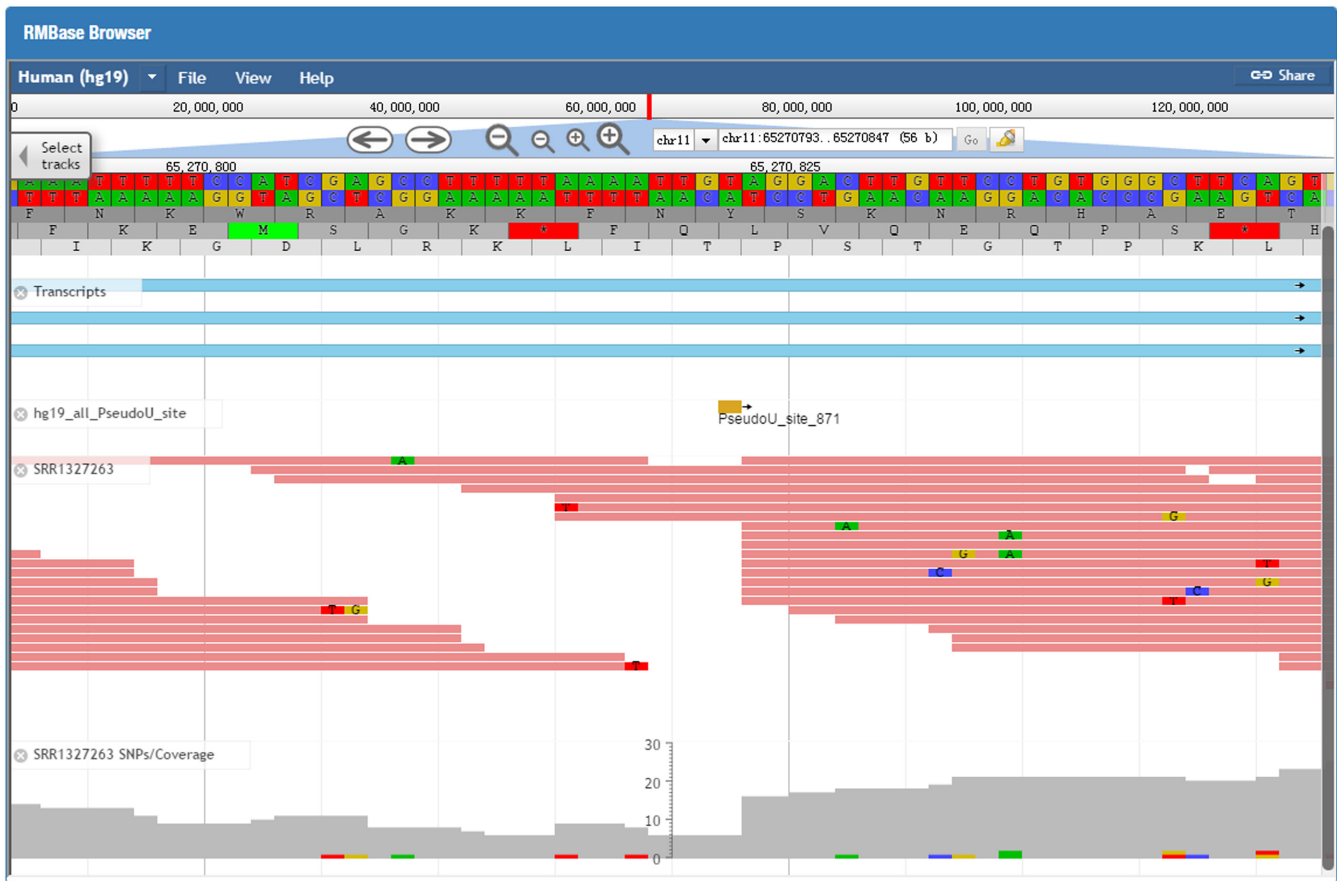 RMBase Browser
Human (hg19) File View Help Share
0 20,000,000 40,000,000 60,000,000 80,000,000 100,000,000 120,000,000
Select tracks
chr11 chr11:65270793..65270847 (56 b) Go
65,270,800 65,270,825
A A A T T T T T C C A T C G A G C C T T T T T A A A A T T G T A G G A C T T G T T C C T G T G G G C T T C A G T
T T T A A A A A G G T A G C T C G G A A A A A T T T T A A C A T C C T G A A C A A G G A C A C C C G A A G T C A
F N K W R A K K F N Y S K N R H A E T
F K E M S G K * F Q L V Q E Q P S * H
I K G D L R K L I T P S T G T P K L
Transcripts
hg19_all_PseudoU_site
PseudoU_site_871
SRR1327263
A
T
G
A
A
G A
T
C
G
C
T
T G
T
SRR1327263 SNPs/Coverage
30
20
10
0